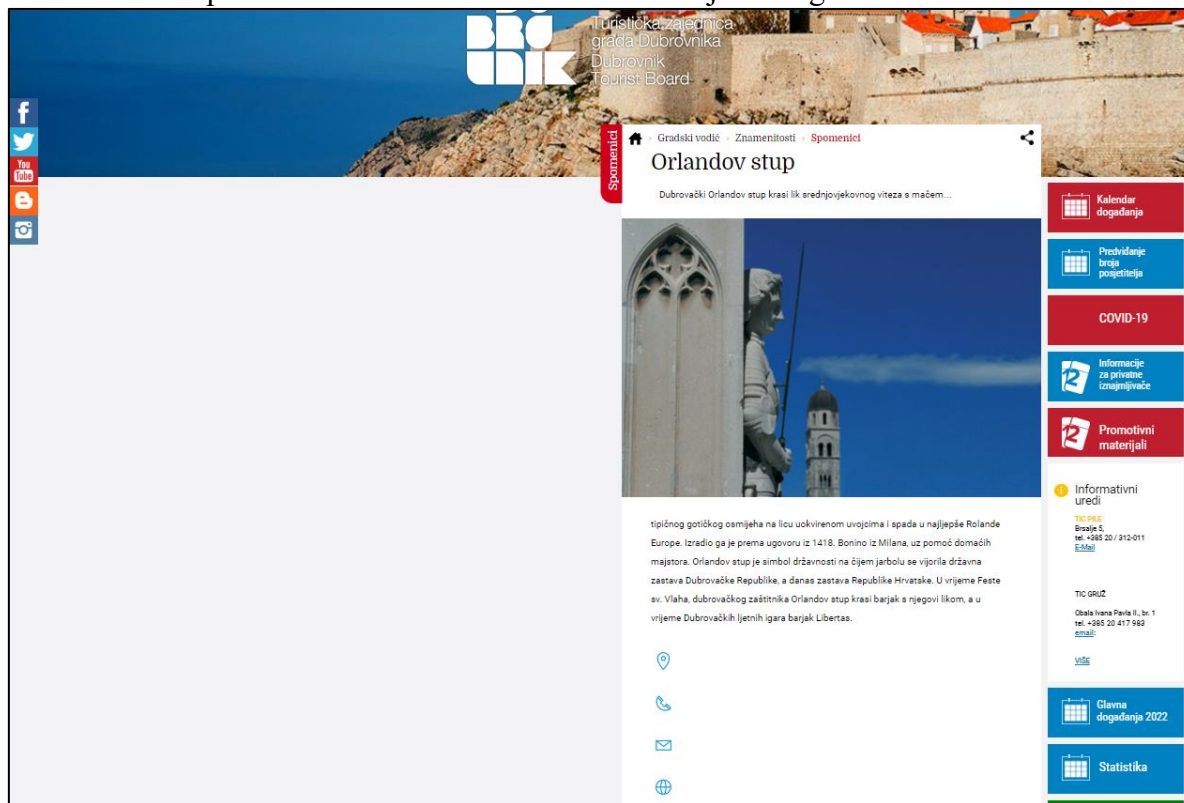 BRO
UNIK
Turistička zajednica
grada Dubrovnika
Dubrovnik
Tourist Board
f
You
Tube
Spomenici
Gradski vodič › Znamenitosti › Spomenici
Orlandov stup
Dubrovački Orlandov stup krasi lik srednjovjekovnog viteza s mačem...
tipičnog gotičkog osmijeha na licu uokvirenom uvojcima i spada u najljepše Rolande
Europe. Izradio ga je prema ugovoru iz 1418. Bonino iz Milana, uz pomoć domaćih
majstora. Orlandov stup je simbol državnosti na čijem jarbolu se vijorila državna
zastava Dubrovačke Republike, a danas zastava Republike Hrvatske. U vrijeme Feste
sv. Vlaha, dubrovačkog zaštitnika Orlandov stup krasi barjak s njegovi likom, a u
vrijeme Dubrovačkih ljetnih igara barjak Libertas.
Kalendar
događanja
Predviđanje
broja
posjetitelja
COVID-19
12
Informacije
za privatne
iznajmljivače
12
Promotivni
materijali
i
Informativni
uredi
TIC PILE
Brsalje 5,
tel. +385 20 / 312-011
E-Mail
TIC GRUŽ
Obala Ivana Pavla II., br. 1
tel. +385 20 417 983
email:
VIŠE
Glavna
događanja 2022
Statistika